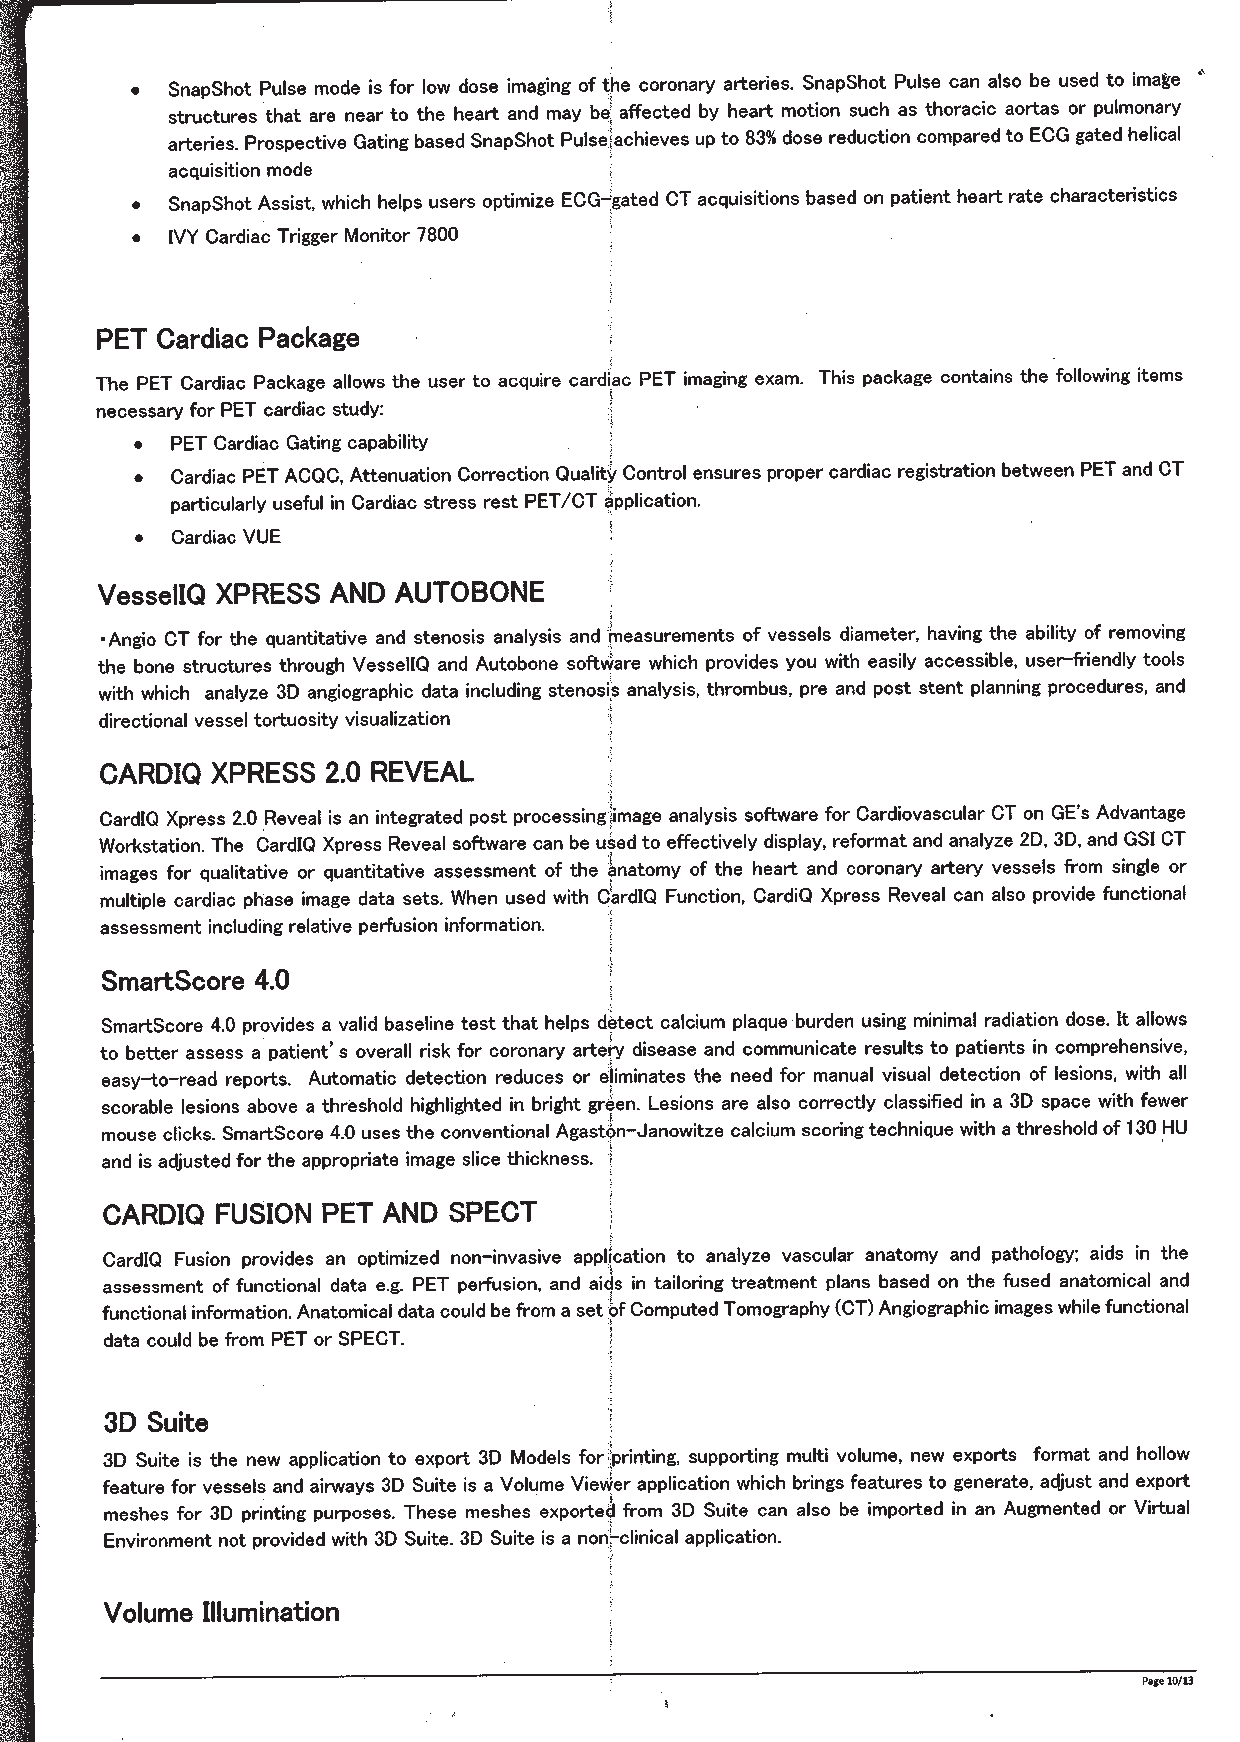 • SnapShot Pulse mode is for low dose imaging of the coronary arteries. SnapShot Pulse can also be used to image
structures that are near to the heart and may be affected by heart motion such as thoracic aortas or pulmonary
arteries. Prospective Gating based SnapShot Pulse achieves up to 83% dose reduction compared to ECG gated helical
acquisition mode
• SnapShot Assist, which helps users optimize ECG-gated CT acquisitions based on patient heart rate characteristics
• IVY Cardiac Trigger Monitor 7800
PET Cardiac Package
The PET Cardiac Package allows the user to acquire cardiac PET imaging exam. This package contains the following items
necessary for PET cardiac study:
• PET Cardiac Gating capability
• Cardiac PET ACQC, Attenuation Correction Quality Control ensures proper cardiac registration between PET and CT
particularly useful in Cardiac stress rest PET/CT application.
• Cardiac VUE
VesselIQ XPRESS AND AUTOBONE
·Angio CT for the quantitative and stenosis analysis and measurements of vessels diameter, having the ability of removing
the bone structures through VesselIQ and Autobone software which provides you with easily accessible, user-friendly tools
with which analyze 3D angiographic data including stenosis analysis, thrombus, pre and post stent planning procedures, and
directional vessel tortuosity visualization
CARDIQ XPRESS 2.0 REVEAL
CardIQ Xpress 2.0 Reveal is an integrated post processing image analysis software for Cardiovascular CT on GE's Advantage
Workstation. The CardIQ Xpress Reveal software can be used to effectively display, reformat and analyze 2D, 3D, and GSI CT
images for qualitative or quantitative assessment of the anatomy of the heart and coronary artery vessels from single or
multiple cardiac phase image data sets. When used with CardIQ Function, CardiQ Xpress Reveal can also provide functional
assessment including relative perfusion information.
SmartScore 4.0
SmartScore 4.0 provides a valid baseline test that helps detect calcium plaque burden using minimal radiation dose. It allows
to better assess a patient's overall risk for coronary artery disease and communicate results to patients in comprehensive,
easy-to-read reports. Automatic detection reduces or eliminates the need for manual visual detection of lesions, with all
scorable lesions above a threshold highlighted in bright green. Lesions are also correctly classified in a 3D space with fewer
mouse clicks. SmartScore 4.0 uses the conventional Agaston-Janowitze calcium scoring technique with a threshold of 130 HU
and is adjusted for the appropriate image slice thickness.
CARDIQ FUSION PET AND SPECT
CardIQ Fusion provides an optimized non-invasive application to analyze vascular anatomy and pathology; aids in the
assessment of functional data e.g. PET perfusion, and aids in tailoring treatment plans based on the fused anatomical and
functional information. Anatomical data could be from a set of Computed Tomography (CT) Angiographic images while functional
data could be from PET or SPECT.
3D Suite
3D Suite is the new application to export 3D Models for printing, supporting multi volume, new exports format and hollow
feature for vessels and airways 3D Suite is a Volume Viewer application which brings features to generate, adjust and export
meshes for 3D printing purposes. These meshes exported from 3D Suite can also be imported in an Augmented or Virtual
Environment not provided with 3D Suite. 3D Suite is a non-clinical application.
Volume Illumination
Page 10/13